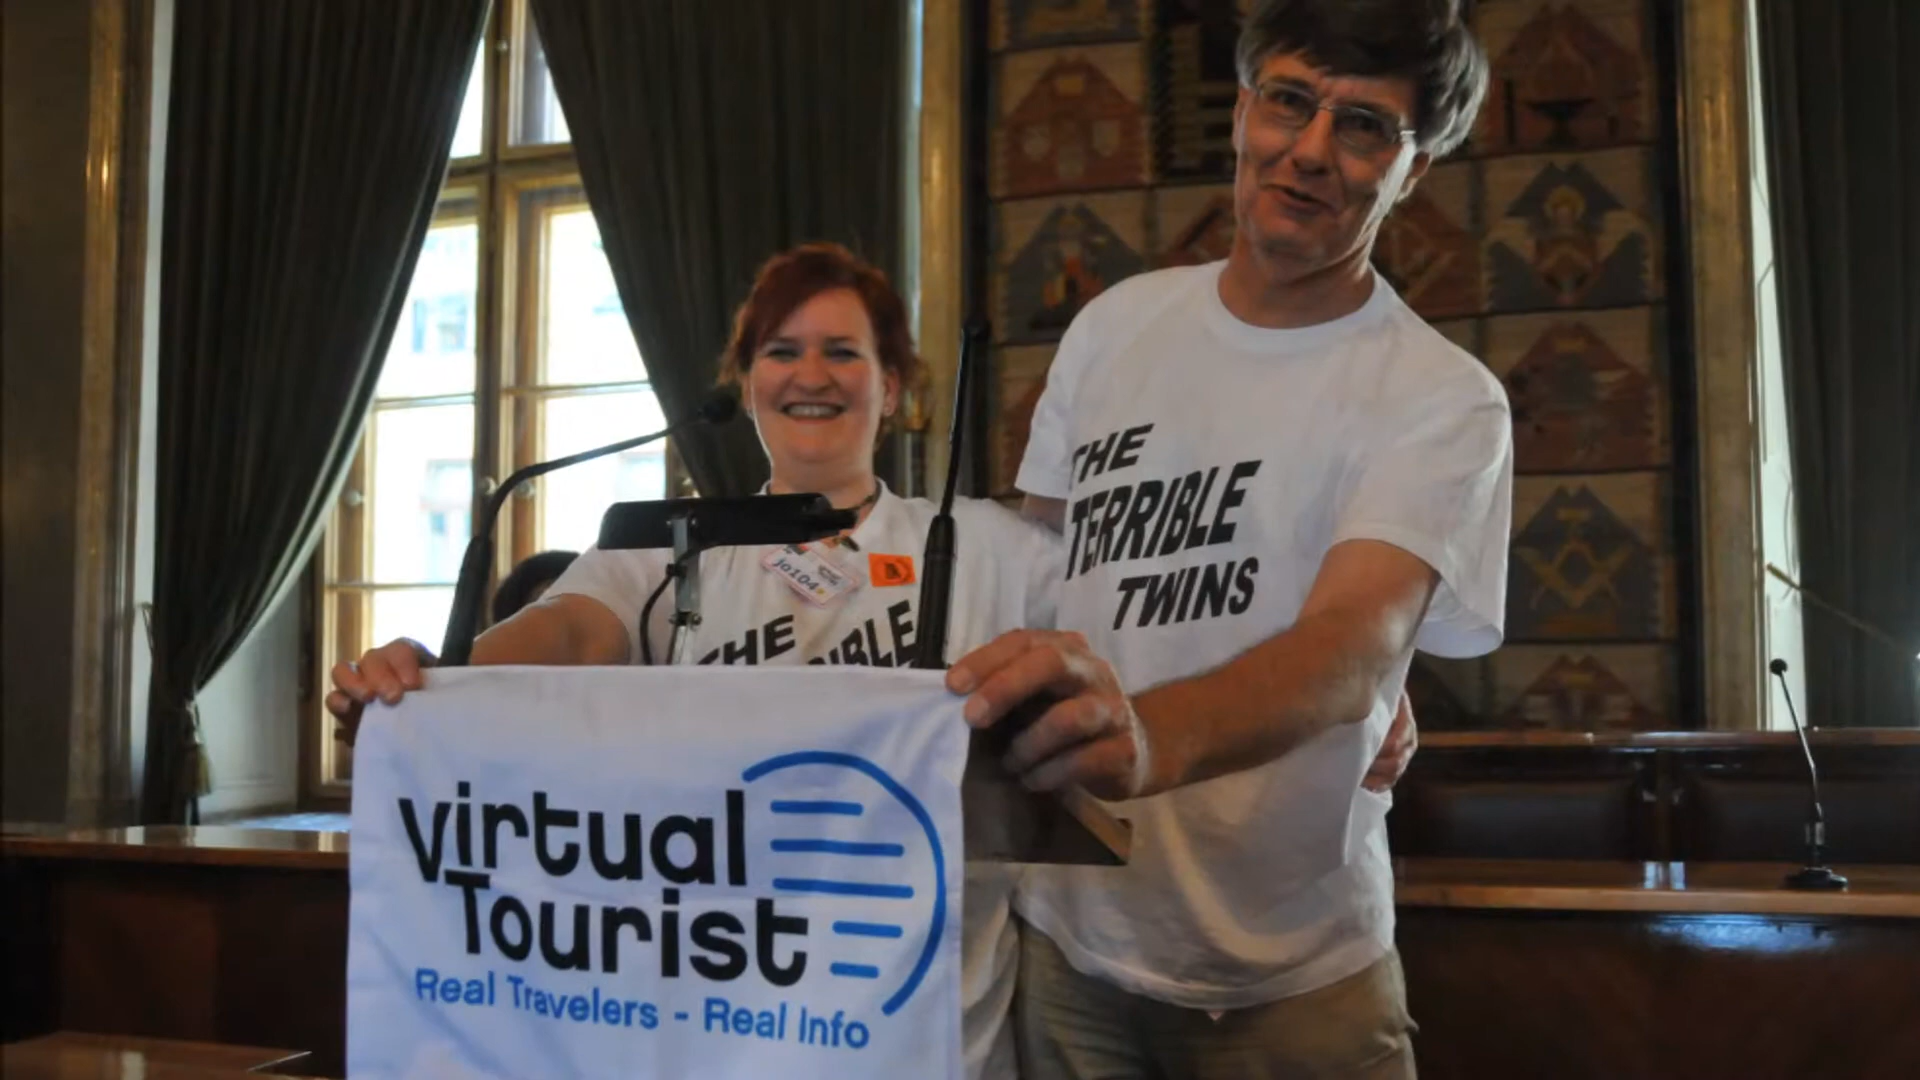 THE
TERRIBLE
TWINS
jo104
THE
IBLE
Virtual
Tourist
Real Travelers - Real Info